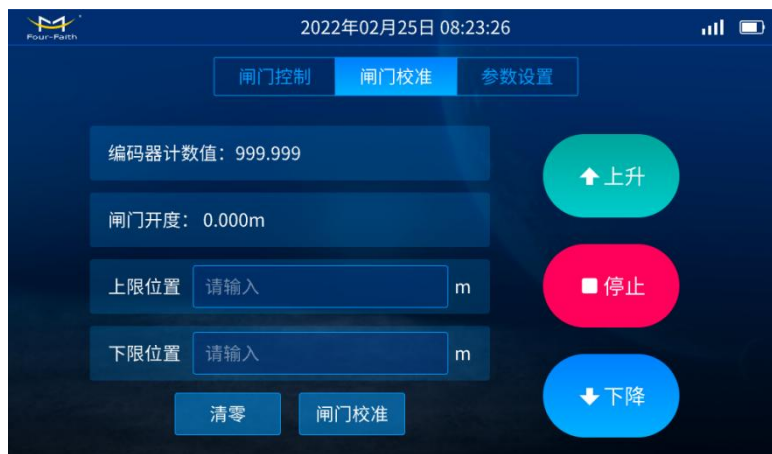 Four-Faith
2022年02月25日 08:23:26
闸门控制 闸门校准 参数设置
编码器计数值：999.999
闸门开度： 0.000m
上限位置 请输入 m
下限位置 请输入 m
清零 闸门校准
上升
停止
下降